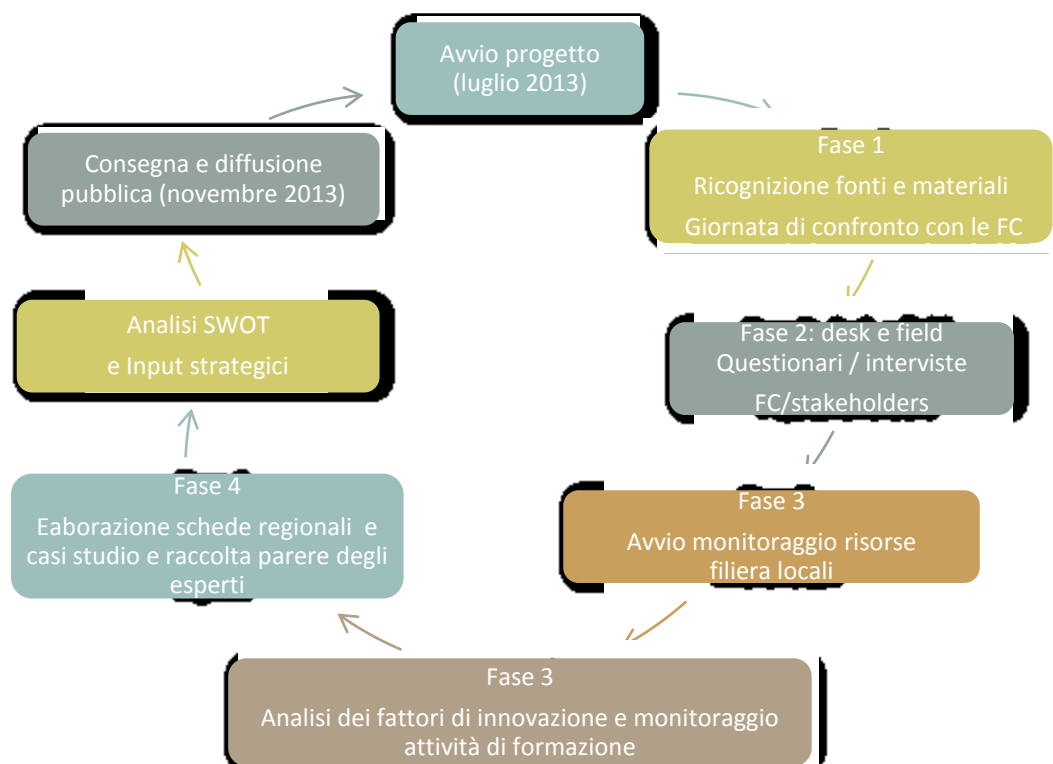 Avvio progetto
(luglio 2013)
Fase 1
Ricognizione fonti e materiali
Giornata di confronto con le FC
Fase 2: desk e field
Questionari / interviste
FC/stakeholders
Fase 3
Avvio monitoraggio risorse
filiera locali
Fase 3
Analisi dei fattori di innovazione e monitoraggio
attività di formazione
Fase 4
Eaborazione schede regionali e
casi studio e raccolta parere degli
esperti
Analisi SWOT
e Input strategici
Consegna e diffusione
pubblica (novembre 2013)